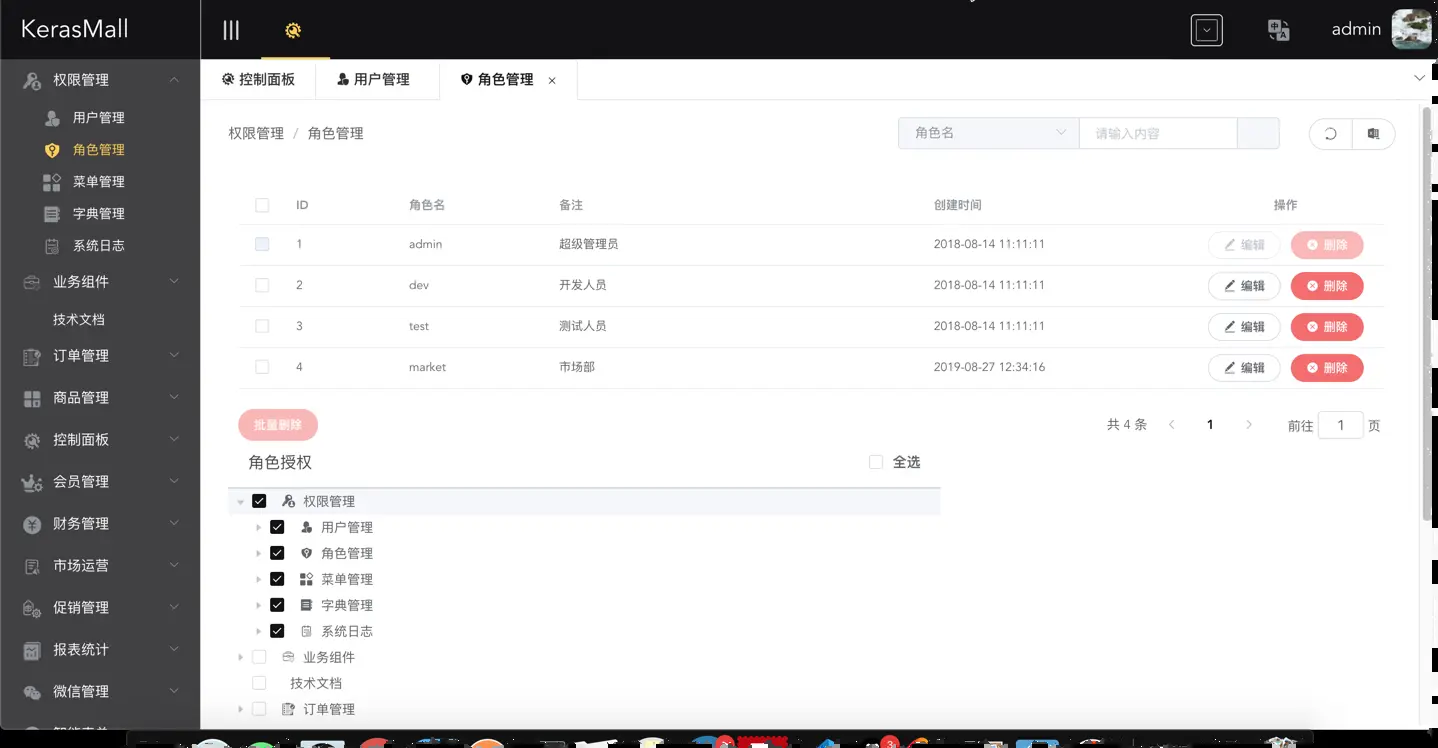 KerasMall
admin
权限管理
用户管理
角色管理
菜单管理
字典管理
系统日志
业务组件
技术文档
订单管理
商品管理
控制面板
会员管理
财务管理
市场运营
促销管理
报表统计
微信管理
控制面板 用户管理 角色管理
权限管理 / 角色管理
角色名 请输入内容
ID 角色名 备注 创建时间 操作
1 admin 超级管理员 2018-08-14 11:11:11 编辑 删除
2 dev 开发人员 2018-08-14 11:11:11 编辑 删除
3 test 测试人员 2018-08-14 11:11:11 编辑 删除
4 market 市场部 2019-08-27 12:34:16 编辑 删除
批量删除 共 4 条 1 前往 1 页
角色授权 全选
权限管理
用户管理
角色管理
菜单管理
字典管理
系统日志
业务组件
技术文档
订单管理